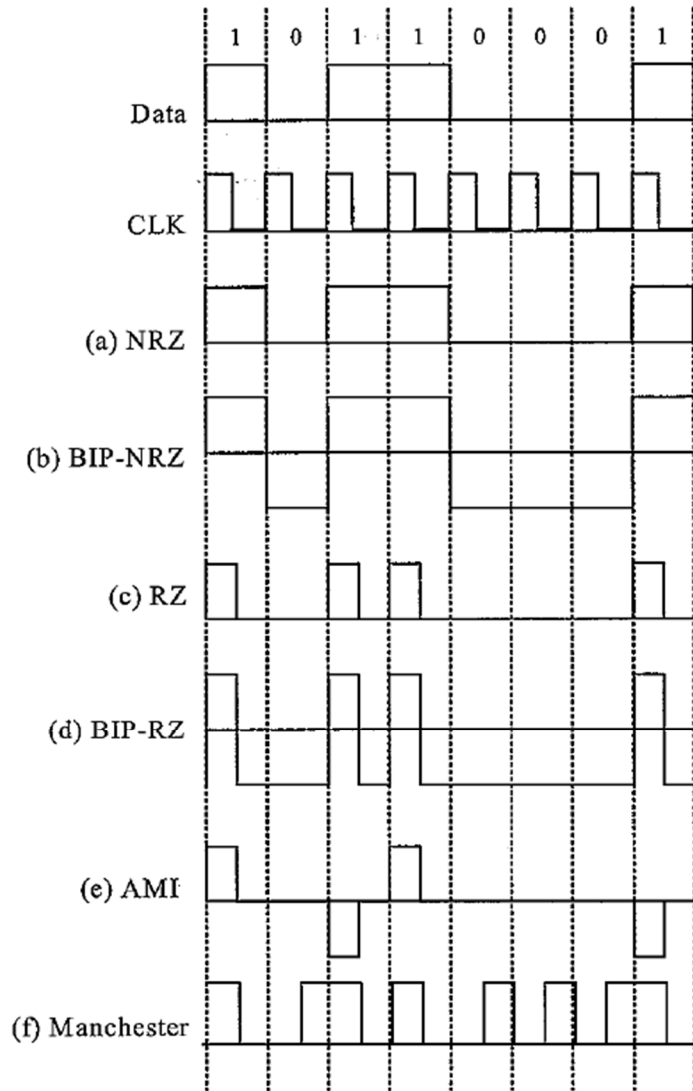 1 0 1 1 0 0 0 1
Data
CLK
(a) NRZ
(b) BIP-NRZ
(c) RZ
(d) BIP-RZ
(e) AMI
(f) Manchester